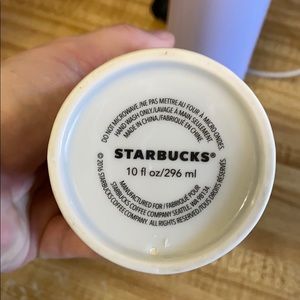 DO NOT MICROWAVE/NE PAS METTRE AU FOUR À MICRO-ONDES
HAND WASH ONLY/LAVAGE À MAIN SEULEMENT
MADE IN CHINA/FABRIQUÉ EN CHINE
STARBUCKS®
10 fl oz/296 ml
MANUFACTURED FOR / FABRIQUÉ POUR
STARBUCKS COFFEE COMPANY SEATTLE, WA 98134
© 2016 STARBUCKS COFFEE COMPANY. ALL RIGHTS RESERVED./TOUS DROITS RÉSERVÉS